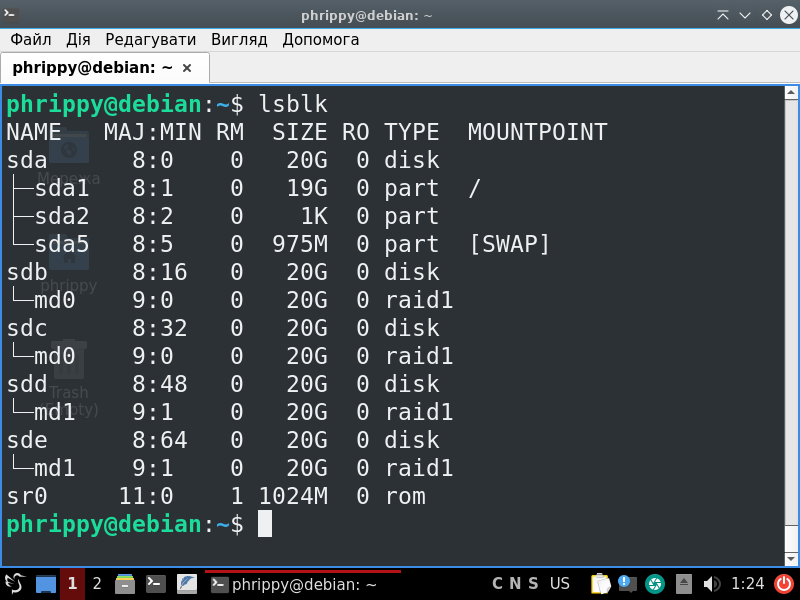 phrippy@debian: ~
Файл Дія Редагувати Вигляд Допомога
phrippy@debian: ~ ×
phrippy@debian:~$ lsblk
NAME   MAJ:MIN RM   SIZE RO TYPE  MOUNTPOINT
sda      8:0    0    20G  0 disk
├─sda1   8:1    0    19G  0 part  /
├─sda2   8:2    0     1K  0 part
└─sda5   8:5    0   975M  0 part  [SWAP]
sdb      8:16   0    20G  0 disk
└─md0    9:0    0    20G  0 raid1
sdc      8:32   0    20G  0 disk
└─md0    9:0    0    20G  0 raid1
sdd      8:48   0    20G  0 disk
└─md1    9:1    0    20G  0 raid1
sde      8:64   0    20G  0 disk
└─md1    9:1    0    20G  0 raid1
sr0     11:0    1  1024M  0 rom
phrippy@debian:~$
Мережа
phrippy
Trash
(Empty)
1 2 phrippy@debian: ~ C N S US 1:24